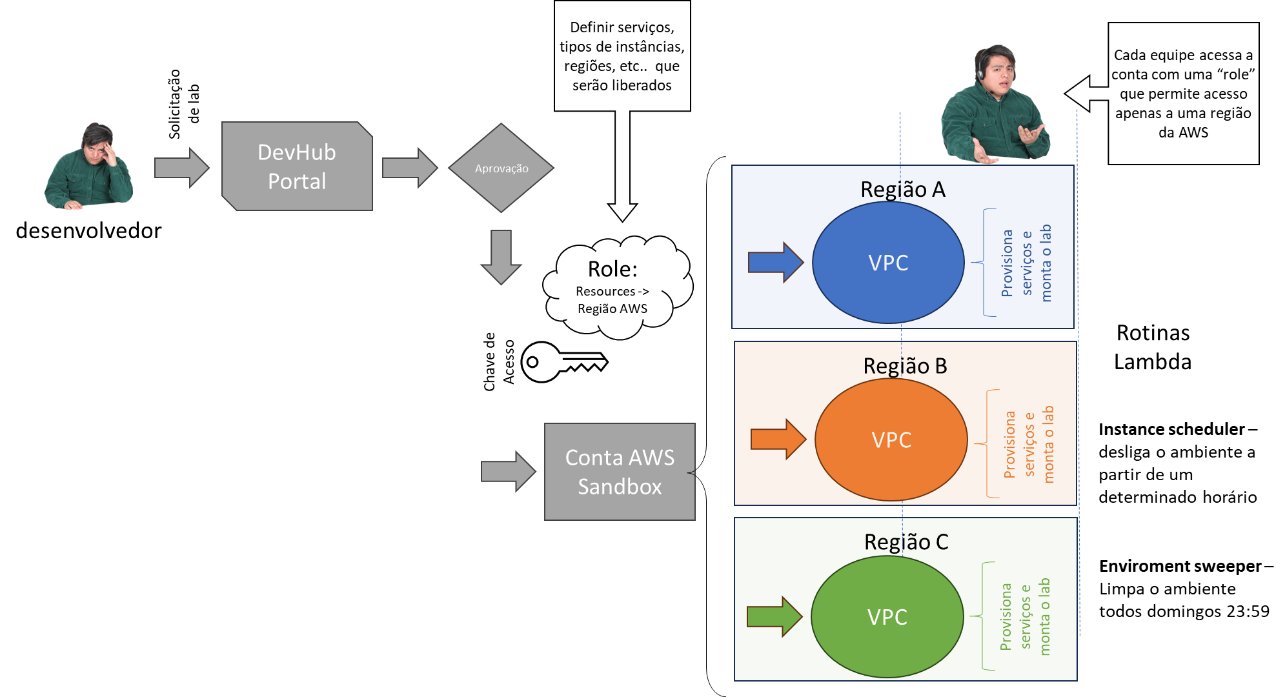 Definir serviços,
tipos de instâncias,
regiões, etc.. que
serão liberados
Cada equipe acessa a
conta com uma “role”
que permite acesso
apenas a uma região
da AWS
Solicitação
de lab
desenvolvedor
DevHub
Portal
Aprovação
Role:
Resources ->
Região AWS
Chave de
Acesso
Conta AWS
Sandbox
Região A
VPC
Provisiona
serviços e
monta o lab
Região B
VPC
Provisiona
serviços e
monta o lab
Região C
VPC
Provisiona
serviços e
monta o lab
Rotinas
Lambda
Instance scheduler –
desliga o ambiente a
partir de um
determinado horário
Enviroment sweeper –
Limpa o ambiente
todos domingos 23:59